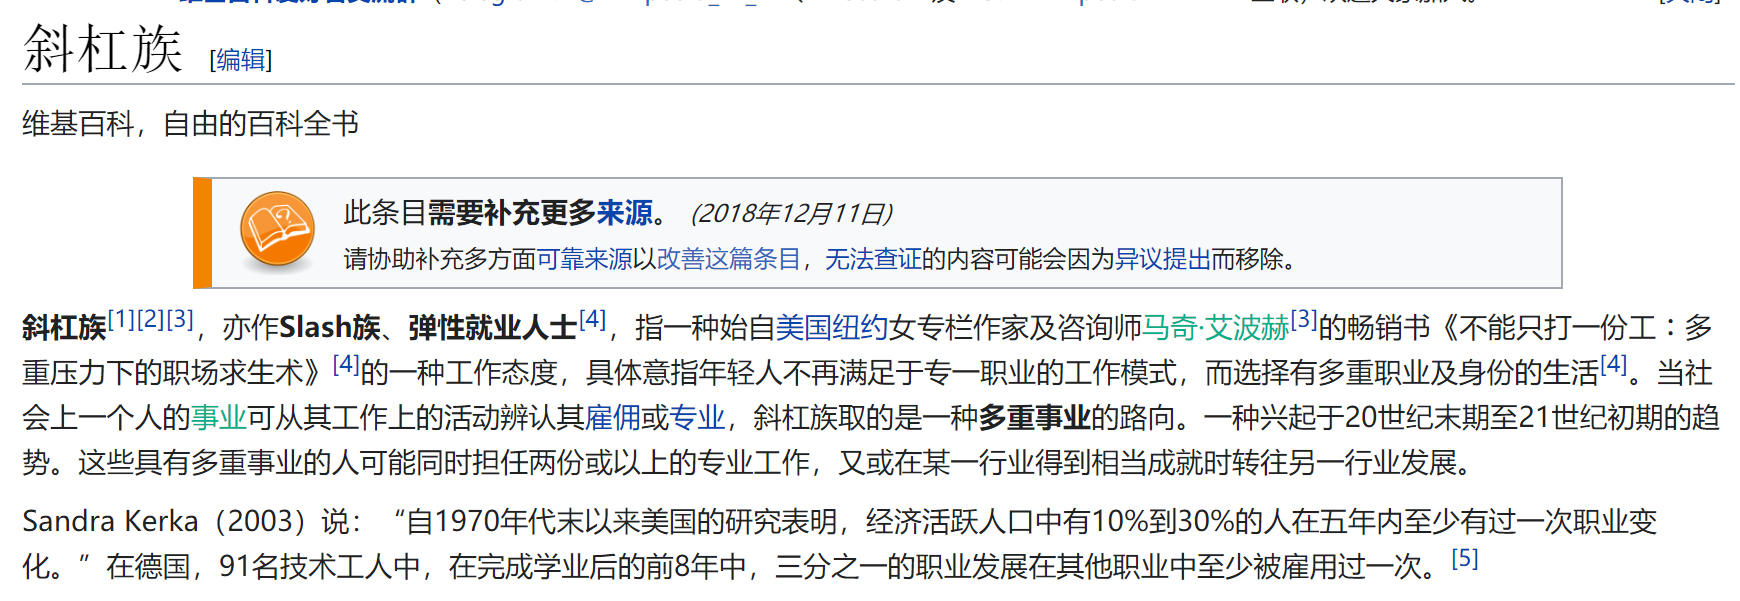 斜杠族 [编辑]
维基百科，自由的百科全书
此条目需要补充更多来源。 (2018年12月11日)
请协助补充多方面可靠来源以改善这篇条目，无法查证的内容可能会因为异议提出而移除。
斜杠族[1][2][3]，亦作Slash族、弹性就业人士[4]，指一种始自美国纽约女专栏作家及咨询师马奇·艾波赫[3]的畅销书《不能只打一份工：多
重压力下的职场求生术》[4]的一种工作态度，具体意指年轻人不再满足于专一职业的工作模式，而选择有多重职业及身份的生活[4]。当社
会上一个人的事业可从其工作上的活动辨认其雇佣或专业，斜杠族取的是一种多重事业的路向。一种兴起于20世纪末期至21世纪初期的趋
势。这些具有多重事业的人可能同时担任两份或以上的专业工作，又或在某一行业得到相当成就时转往另一行业发展。
Sandra Kerka（2003）说：“自1970年代末以来美国的研究表明，经济活跃人口中有10%到30%的人在五年内至少有过一次职业变
化。”在德国，91名技术工人中，在完成学业后的前8年中，三分之一的职业发展在其他职业中至少被雇用过一次。[5]